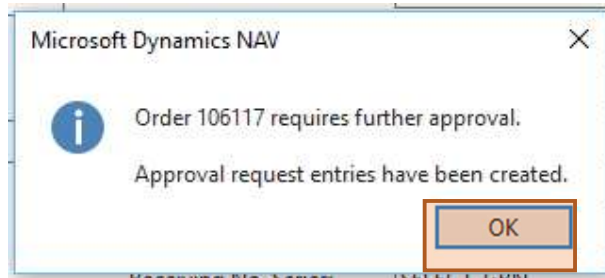 Microsoft Dynamics NAV
Order 106117 requires further approval.
Approval request entries have been created.
OK